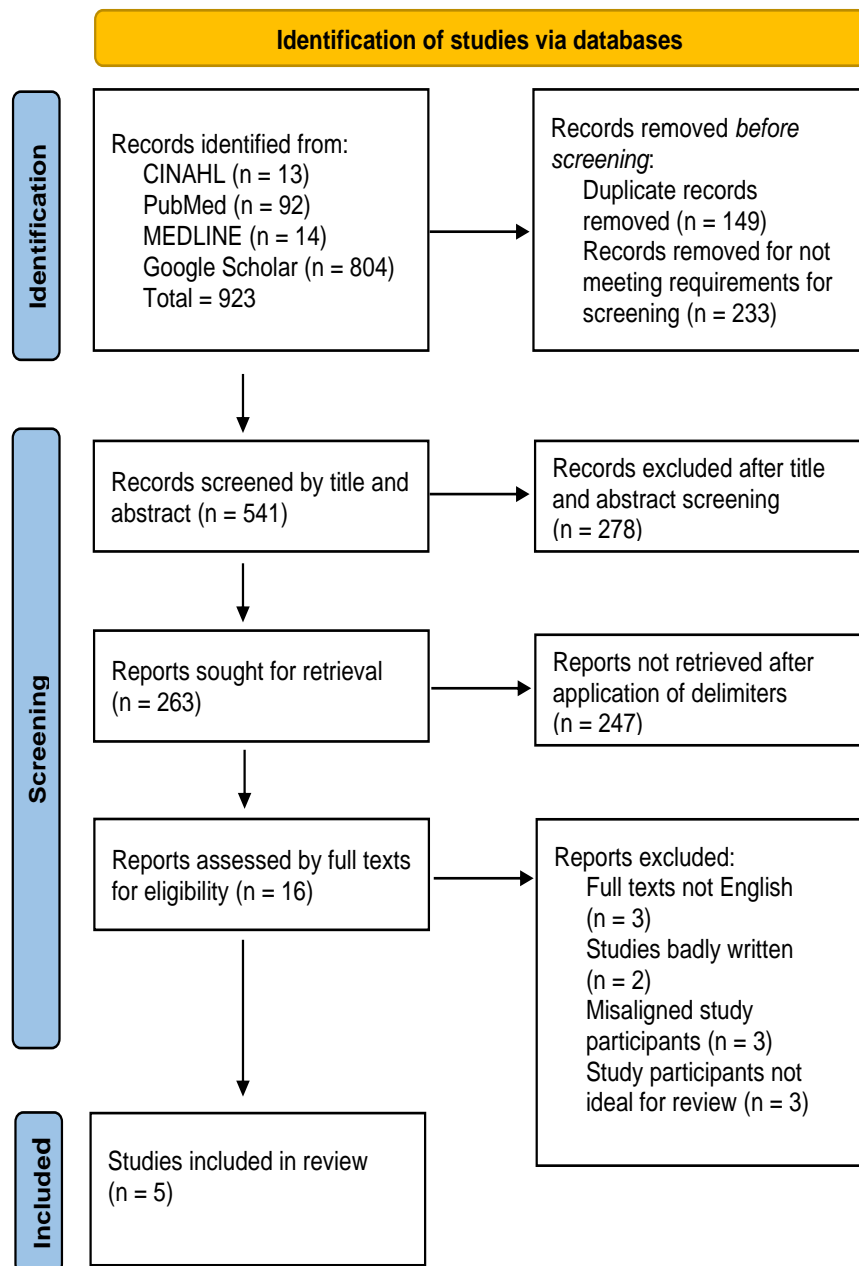 Identification of studies via databases
Identification
Records identified from:
CINAHL (n = 13)
PubMed (n = 92)
MEDLINE (n = 14)
Google Scholar (n = 804)
Total = 923
Records removed before
screening:
Duplicate records
removed (n = 149)
Records removed for not
meeting requirements for
screening (n = 233)
Screening
Records screened by title and
abstract (n = 541)
Records excluded after title
and abstract screening
(n = 278)
Reports sought for retrieval
(n = 263)
Reports not retrieved after
application of delimiters
(n = 247)
Reports assessed by full texts
for eligibility (n = 16)
Reports excluded:
Full texts not English
(n = 3)
Studies badly written
(n = 2)
Misaligned study
participants (n = 3)
Study participants not
ideal for review (n = 3)
Included
Studies included in review
(n = 5)